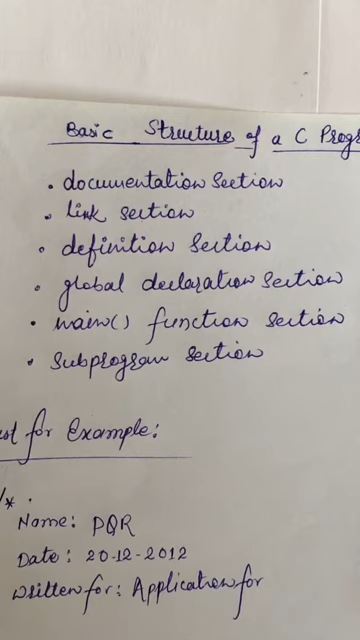 Basic Structure of a C Progr
• documentation Section
• link section
• definition Section
• global declaration section
• main() function section
• Subprogram section
for Example:
/* .
Name: PQR
Date: 20-12-2012
Written for: Application for